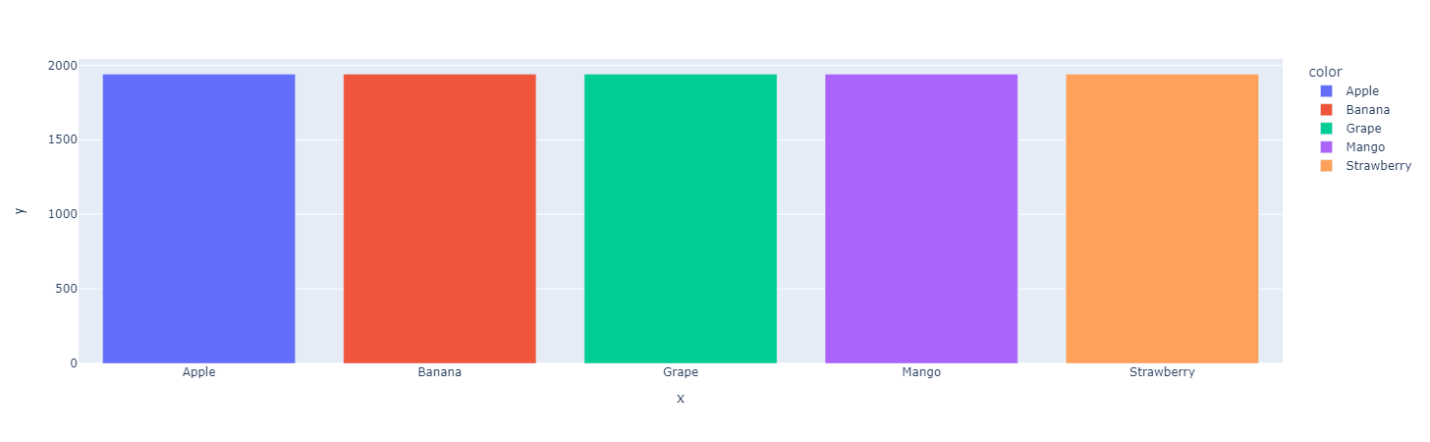 2000
1500
1000
500
0
y
Apple
Banana
Grape
Mango
Strawberry
x
color
Apple
Banana
Grape
Mango
Strawberry